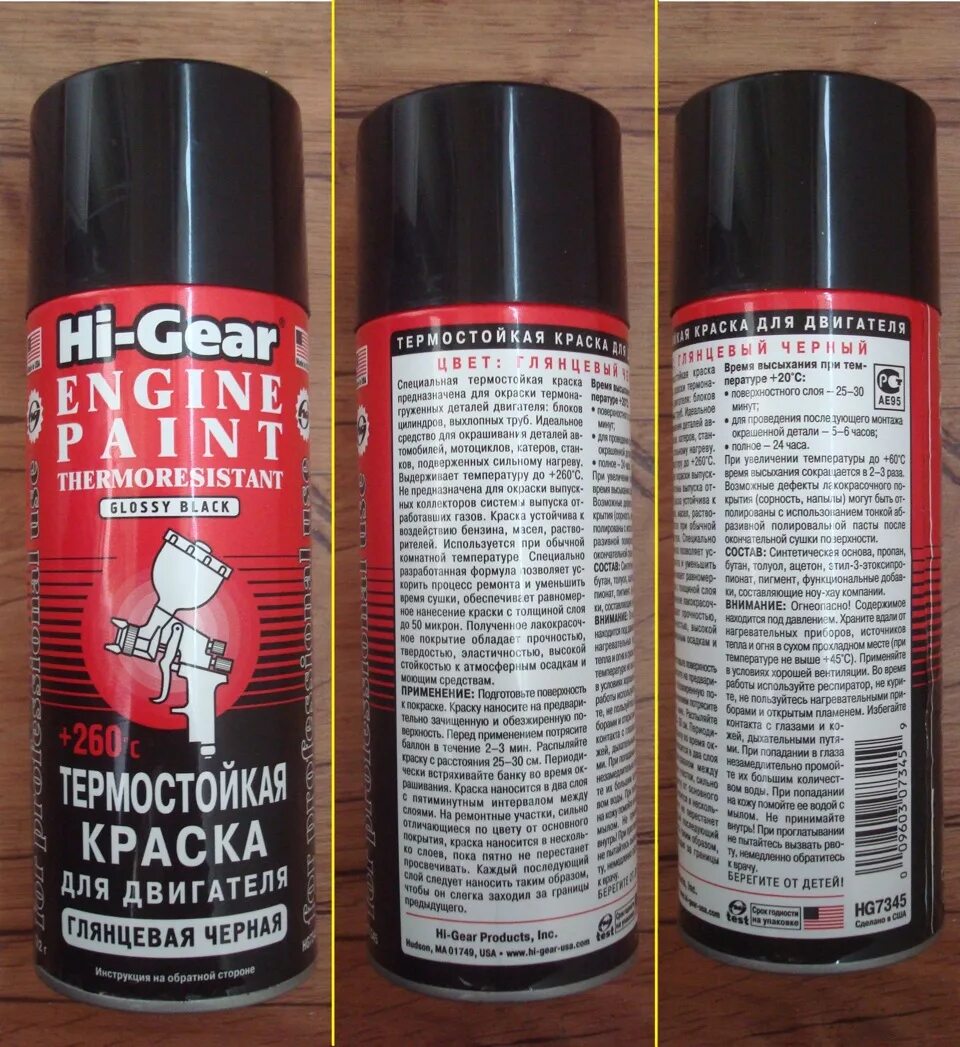 Hi-Gear®
ENGINE
PAINT
THERMORESISTANT
GLOSSY BLACK
for professional use
for professional use
+260°C
ТЕРМОСТОЙКАЯ
КРАСКА
ДЛЯ ДВИГАТЕЛЯ
ГЛЯНЦЕВАЯ ЧЕРНАЯ
Инструкция на обратной стороне
ТЕРМОСТОЙКАЯ КРАСКА ДЛЯ
ЦВЕТ: ГЛЯНЦЕВЫЙ
Специальная термостойкая краска
предназначена для окраски термона-
груженных деталей двигателя: блоков
цилиндров, выхлопных труб. Идеальное
средство для окрашивания деталей ав-
томобилей, мотоциклов, катеров, стан-
ков, подверженных сильному нагреву.
Выдерживает температуру до +260°С.
Не предназначена для окраски выпуск-
ных коллекторов системы выпуска от-
работавших газов. Краска устойчива к
воздействию бензина, масел, раство-
рителей. Используется при обычной
комнатной температуре. Специально
разработанная формула позволяет ус-
корить процесс ремонта и уменьшить
время сушки, обеспечивает равномер-
ное нанесение краски с толщиной слоя
до 50 микрон. Полученное лакокрасоч-
ное покрытие обладает прочностью,
твердостью, эластичностью, высокой
стойкостью к атмосферным осадкам и
моющим средствам.
ПРИМЕНЕНИЕ: Подготовьте поверхность
к покраске. Краску наносите на предвари-
тельно зачищенную и обезжиренную по-
верхность. Перед применением потрясите
баллон в течение 2–3 мин. Распыляйте
краску с расстояния 25-30 см. Периоди-
чески встряхивайте банку во время ок-
рашивания. Краска наносится в два слоя
с пятиминутным интервалом между
слоями. На ремонтные участки, сильно
отличающиеся по цвету от основного
покрытия, краска наносится в несколь-
ко слоев, пока пятно не перестанет
просвечивать. Каждый последующий
слой следует наносить таким образом,
чтобы он слегка заходил за границы
предыдущего.
Hi-Gear Products, Inc.
Hudson, MA 01749, USA • www.hi-gear-usa.com
КРАСКА ДЛЯ ДВИГАТЕЛЯ
ГЛЯНЦЕВЫЙ ЧЕРНЫЙ
Время высыхания при тем-
пературе +20°С:
• поверхностного слоя – 25–30
минут;
• для проведения последующего монтажа
окрашенной детали – 5–6 часов;
• полное – 24 часа.
При увеличении температуры до +60°С
время высыхания сокращается в 2–3 раза.
Возможные дефекты лакокрасочного по-
крытия (сорность, напылы) могут быть от-
полированы с использованием тонкой аб-
разивной полировальной пасты после
окончательной сушки поверхности.
СОСТАВ: Синтетическая основа, пропан,
бутан, толуол, ацетон, этил-3-этоксипро-
пионат, пигмент, функциональные добав-
ки, составляющие ноу-хау компании.
ВНИМАНИЕ: Огнеопасно! Содержимое
находится под давлением. Храните вдали от
нагревательных приборов, источников
тепла и огня в сухом прохладном месте (при
температуре не выше +45°С). Применяйте
в условиях хорошей вентиляции. Во время
работы используйте респиратор, не кури-
те, не пользуйтесь нагревательными при-
борами и открытым пламенем. Избегайте
контакта с глазами и ко-
жей, дыхательными путя-
ми. При попадании в глаза
незамедлительно промой-
те их большим количест-
вом воды. При попадании
на кожу помойте ее водой с
мылом. Не принимайте
внутрь! При проглатывании
не пытайтесь вызвать рво-
ту, немедленно обратитесь
к врачу.
БЕРЕГИТЕ ОТ ДЕТЕЙ!
РСТ
АЕ95
0 09603 07345 9
test
Срок годности
на упаковке
HG7345
Сделано в США